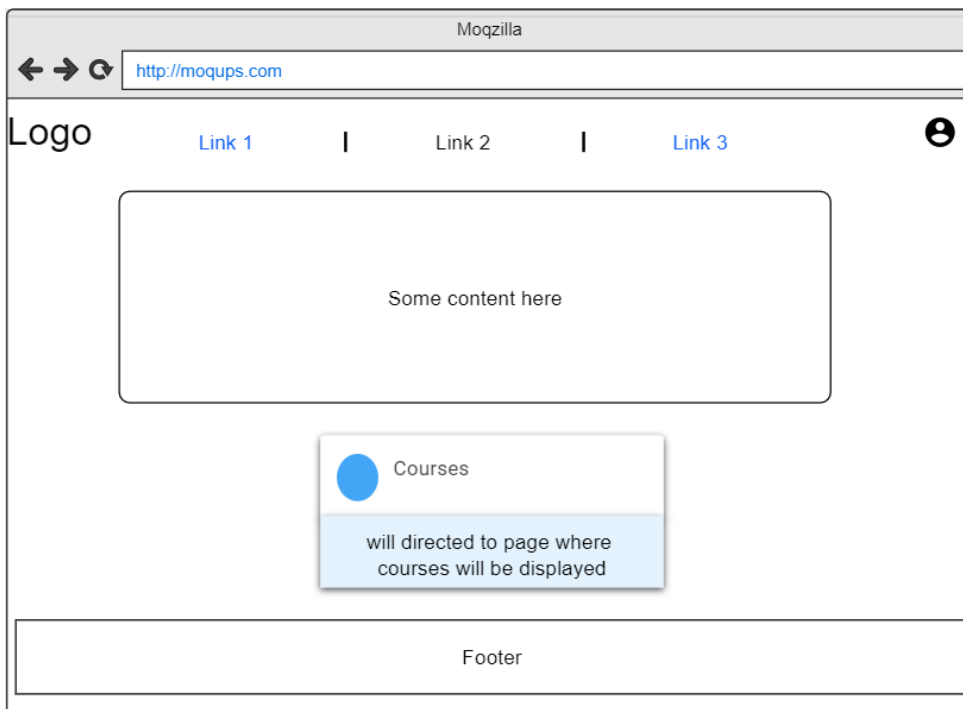 Moqzilla
http://moqups.com
Logo
Link 1 | Link 2 | Link 3
Some content here
Courses
will directed to page where
courses will be displayed
Footer